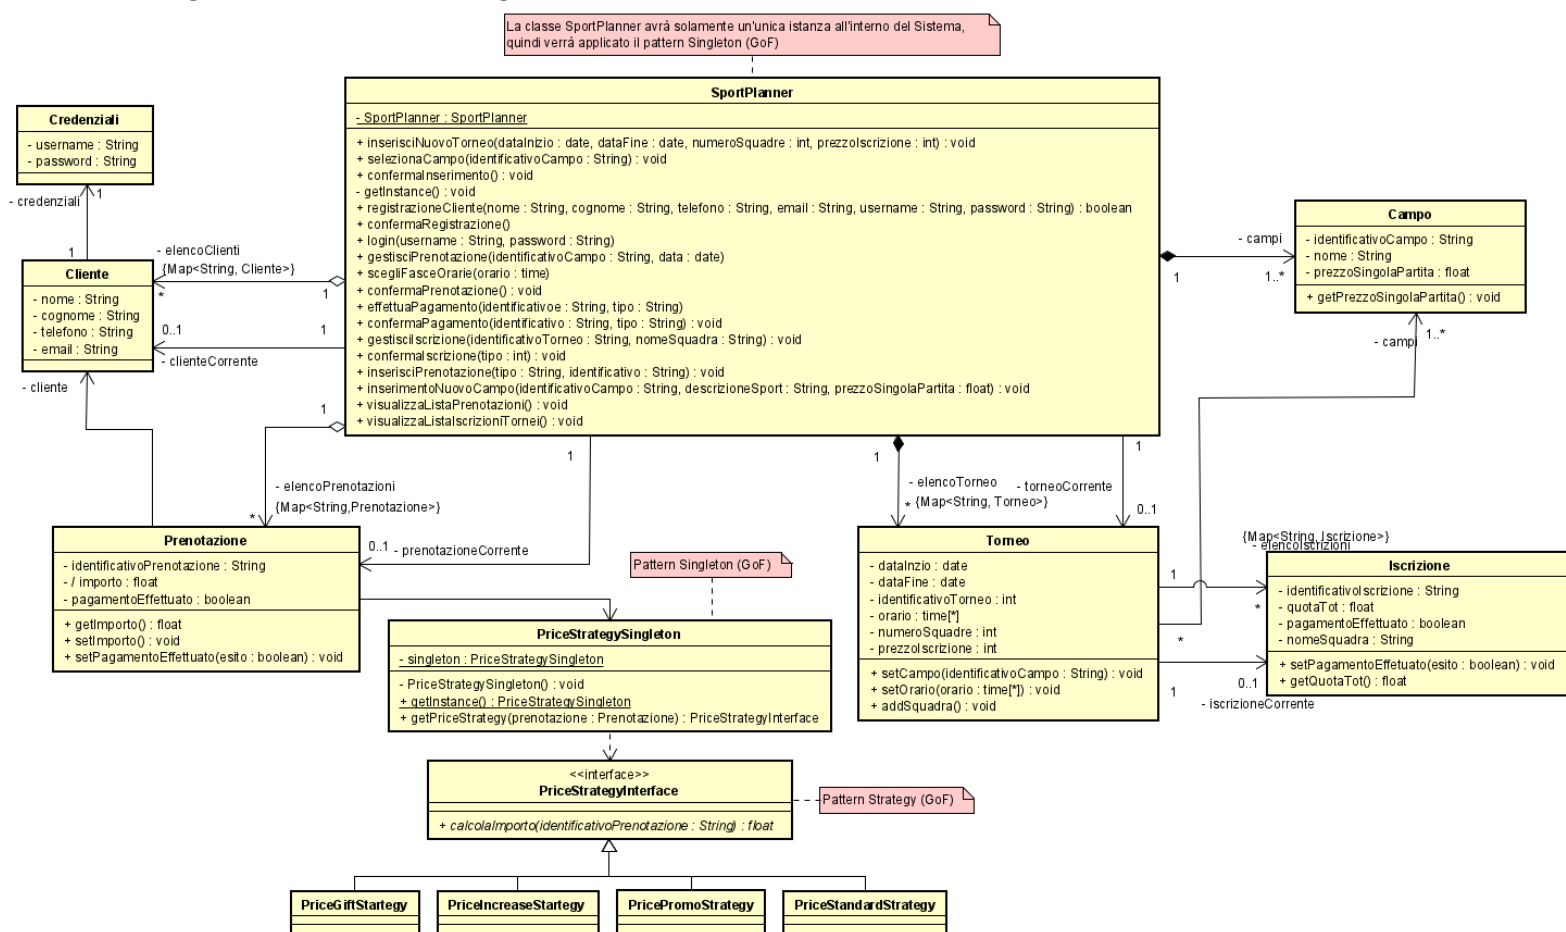 La classe SportPlanner avrà solamente un'unica istanza all'interno del Sistema,
quindi verrà applicato il pattern Singleton (GoF)
SportPlanner
- SportPlanner : SportPlanner
+ inserisciNuovoTorneo(dataInizio : date, dataFine : date, numeroSquadre : int, prezzoIscrizione : int) : void
+ selezionaCampo(identificativoCampo : String) : void
+ confermaInserimento() : void
- getInstance() : void
+ registrazioneCliente(nome : String, cognome : String, telefono : String, email : String, username : String, password : String) : boolean
+ confermaRegistrazione()
+ login(username : String, password : String)
+ gestisciPrenotazione(identificativoCampo : String, data : date)
+ scegliFasceOrarie(orario : time)
+ confermaPrenotazione() : void
+ effettuaPagamento(identificativoe : String, tipo : String)
+ confermaPagamento(identificativo : String, tipo : String) : void
+ gestisciIscrizione(identificativoTorneo : String, nomeSquadra : String) : void
+ confermaIscrizione(tipo : int) : void
+ inserisciPrenotazione(tipo : String, identificativo : String) : void
+ inserimentoNuovoCampo(identificativoCampo : String, descrizioneSport : String, prezzoSingolaPartita : float) : void
+ visualizzaListaPrenotazioni() : void
+ visualizzaListaIscrizioniTornei() : void
Credenziali
- username : String
- password : String
- credenziali
1
1
- elencoClienti
{Map<String, Cliente>}
*
1
Cliente
- nome : String
- cognome : String
- telefono : String
- email : String
0..1
1
- clienteCorrente
- cliente
1
- elencoPrenotazioni
{Map<String,Prenotazione>}
*
1
0..1
- prenotazioneCorrente
- campi
1
1..*
Campo
- identificativoCampo : String
- nome : String
- prezzoSingolaPartita : float
+ getPrezzoSingolaPartita() : void
1..*
- campi
1
- elencoTorneo
* {Map<String, Torneo>}
1
- torneoCorrente
0..1
Prenotazione
- identificativoPrenotazione : String
- / importo : float
- pagamentoEffettuato : boolean
+ getImporto() : float
+ setImporto() : void
+ setPagamentoEffettuato(esito : boolean) : void
Pattern Singleton (GoF)
PriceStrategySingleton
- singleton : PriceStrategySingleton
- PriceStrategySingleton() : void
+ getInstance() : PriceStrategySingleton
+ getPriceStrategy(prenotazione : Prenotazione) : PriceStrategyInterface
Torneo
- dataInzio : date
- dataFine : date
- identificativoTorneo : int
- orario : time[*]
- numeroSquadre : int
- prezzoIscrizione : int
+ setCampo(identificativoCampo : String) : void
+ setOrario(orario : time[*]) : void
+ addSquadra() : void
{Map<String, Iscrizione>}
- elencoIscrizioni
1
*
*
1
0..1
- iscrizioneCorrente
Iscrizione
- identificativoIscrizione : String
- quotaTot : float
- pagamentoEffettuato : boolean
- nomeSquadra : String
+ setPagamentoEffetuato(esito : boolean) : void
+ getQuotaTot() : float
<<interface>>
PriceStrategyInterface
+ calcolaImporto(identificativoPrenotazione : String) : float
Pattern Strategy (GoF)
PriceGiftStartegy
PriceIncreaseStartegy
PricePromoStrategy
PriceStandardStrategy